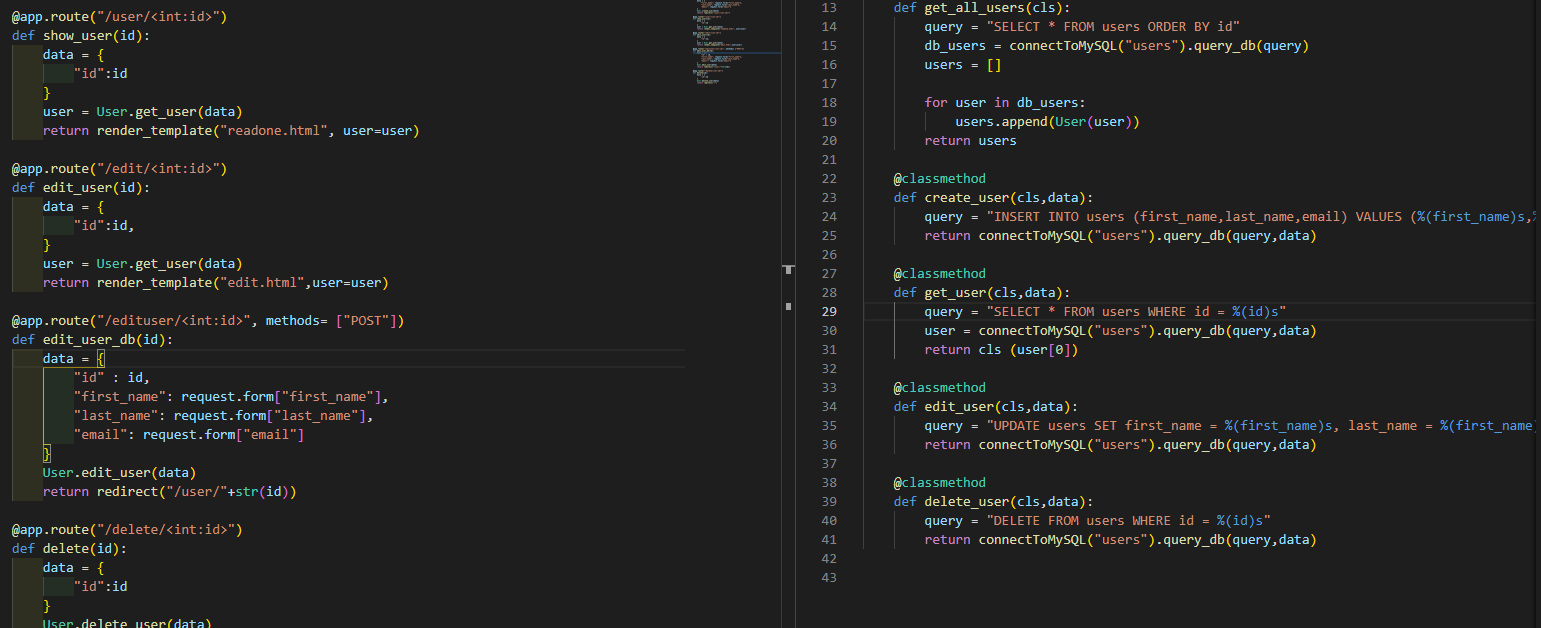 @app.route("/user/<int:id>")
def show_user(id):
    data = {
        "id":id
    }
    user = User.get_user(data)
    return render_template("readone.html", user=user)
@app.route("/edit/<int:id>")
def edit_user(id):
    data = {
        "id":id,
    }
    user = User.get_user(data)
    return render_template("edit.html",user=user)
@app.route("/edituser/<int:id>", methods= ["POST"])
def edit_user_db(id):
    data = {
        "id" : id,
        "first_name": request.form["first_name"],
        "last_name": request.form["last_name"],
        "email": request.form["email"]
    }
    User.edit_user(data)
    return redirect("/user/"+str(id))
@app.route("/delete/<int:id>")
def delete(id):
    data = {
        "id":id
    }
    User.delete_user(data)
13 def get_all_users(cls):
14     query = "SELECT * FROM users ORDER BY id"
15     db_users = connectToMySQL("users").query_db(query)
16     users = []
17
18     for user in db_users:
19         users.append(User(user))
20     return users
21
22 @classmethod
23 def create_user(cls,data):
24     query = "INSERT INTO users (first_name,last_name,email) VALUES (%(first_name)s,%
25     return connectToMySQL("users").query_db(query,data)
26
27 @classmethod
28 def get_user(cls,data):
29     query = "SELECT * FROM users WHERE id = %(id)s"
30     user = connectToMySQL("users").query_db(query,data)
31     return cls (user[0])
32
33 @classmethod
34 def edit_user(cls,data):
35     query = "UPDATE users SET first_name = %(first_name)s, last_name = %(first_name)
36     return connectToMySQL("users").query_db(query,data)
37
38 @classmethod
39 def delete_user(cls,data):
40     query = "DELETE FROM users WHERE id = %(id)s"
41     return connectToMySQL("users").query_db(query,data)
42
43